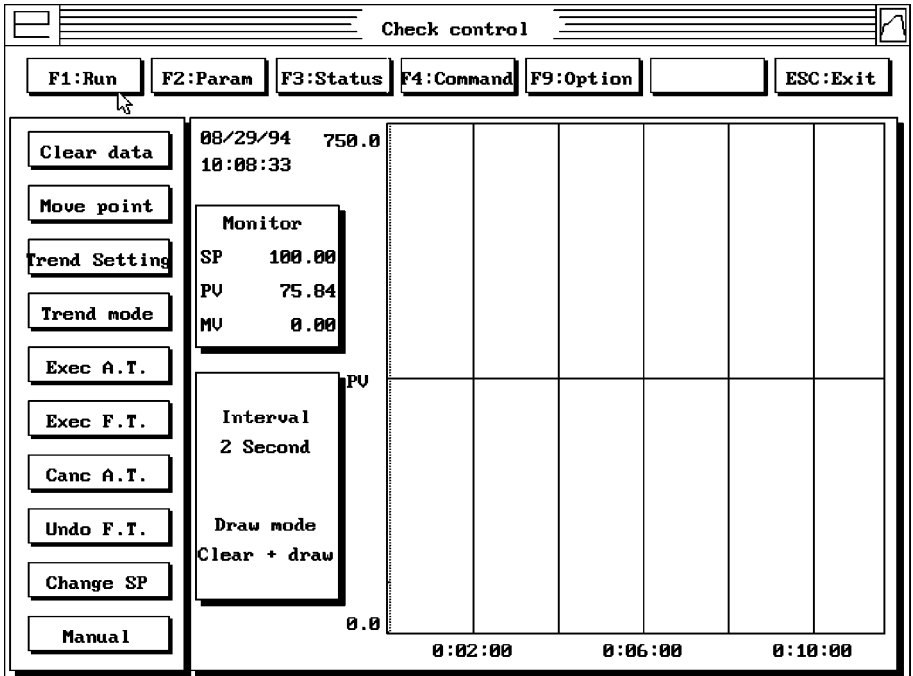 Check control
F1:Run F2:Param F3:Status F4:Command F9:Option ESC:Exit
Clear data
Move point
Trend Setting
Trend mode
Exec A.T.
Exec F.T.
Canc A.T.
Undo F.T.
Change SP
Manual
08/29/94
10:08:33
Monitor
SP 100.00
PV 75.84
MV 0.00
Interval
2 Second
Draw mode
Clear + draw
750.0
PV
0.0
0:02:00 0:06:00 0:10:00